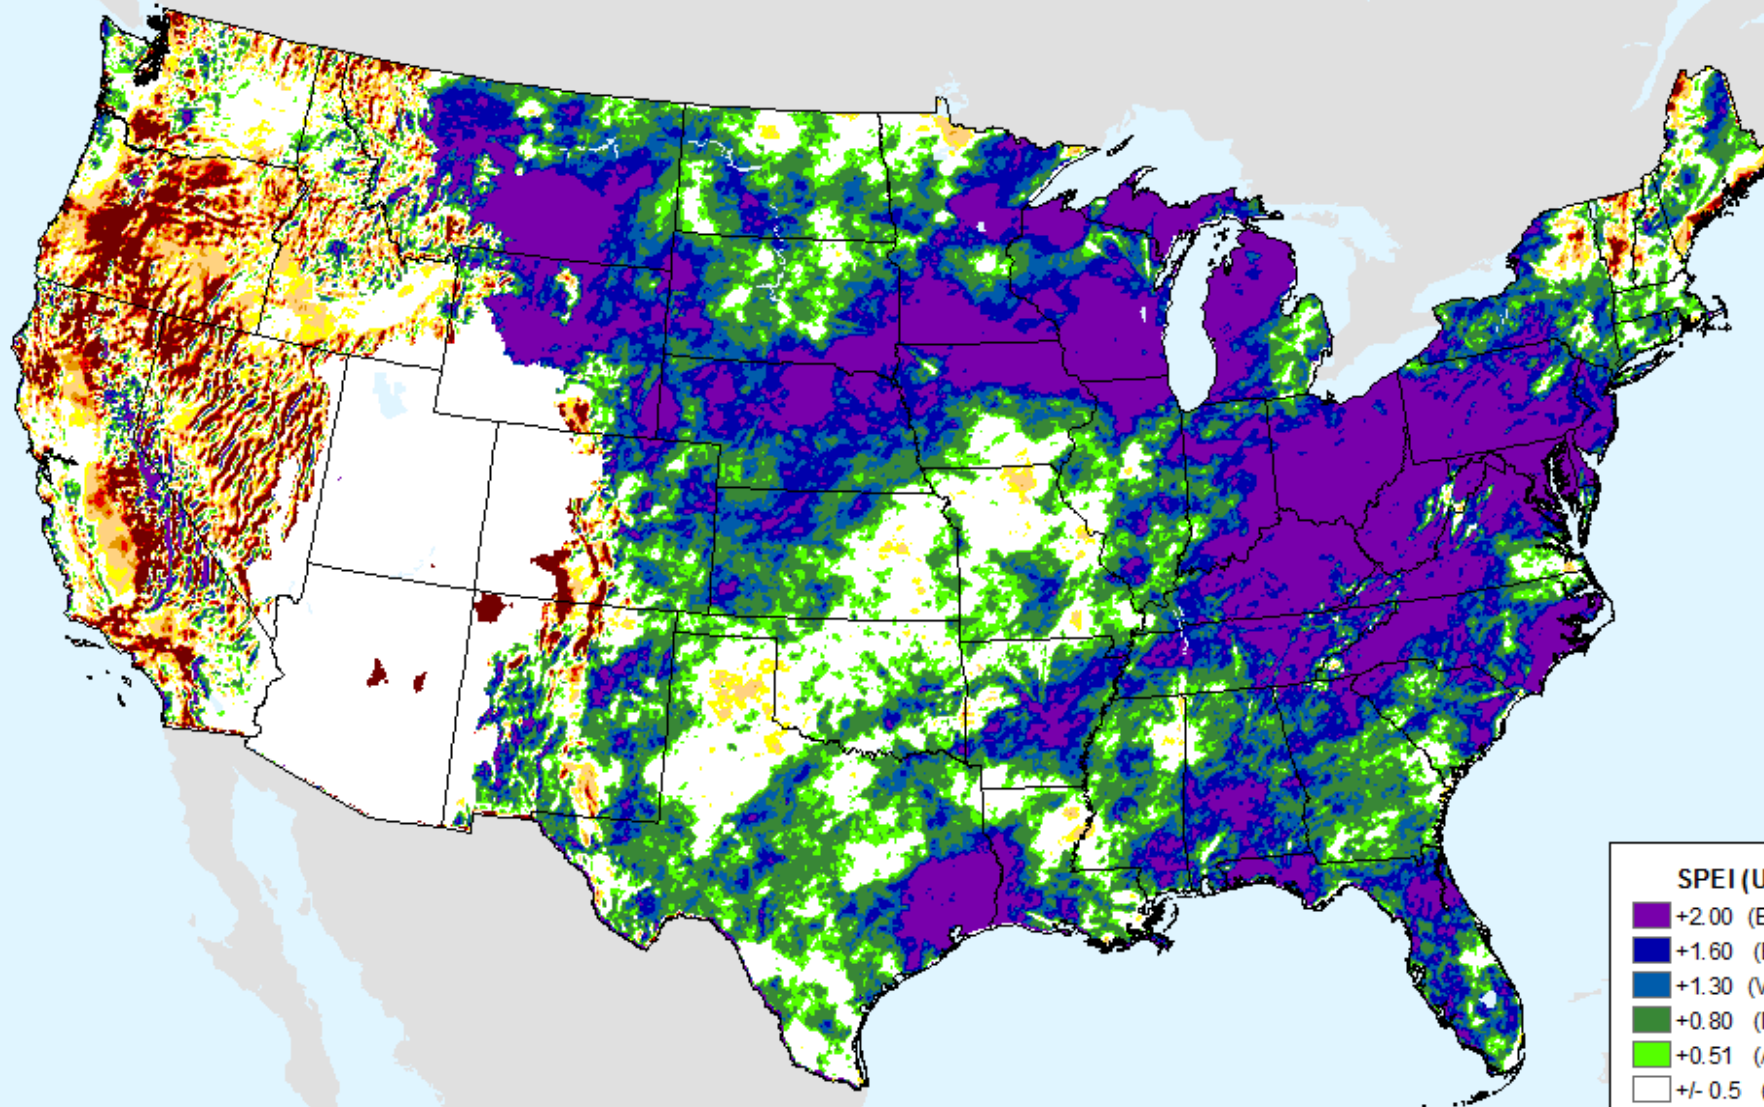 SPEI (U
+2.00 (E
+1.60 (
+1.30 (V
+0.80 (
+0.51 (
+/- 0.5 (